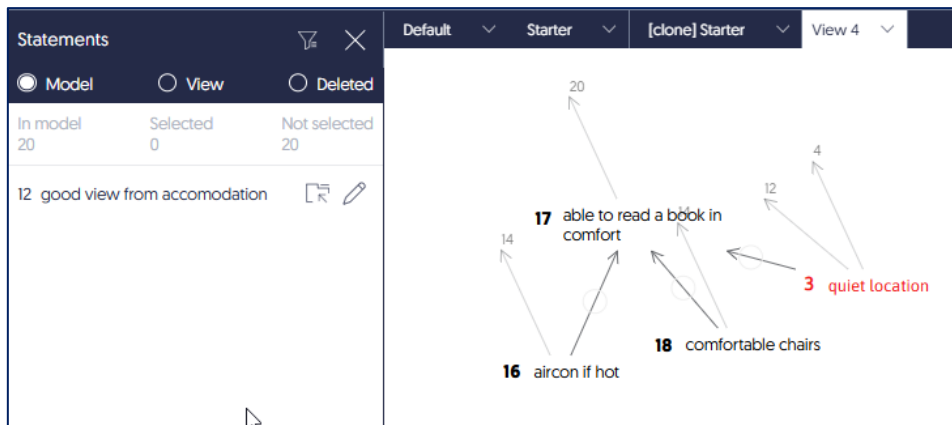 Statements
Model View Deleted
In model Selected Not selected
20 0 20
12 good view from accomodation
Default Starter [clone] Starter View 4
20
4
12
17 able to read a book in
comfort
14
14
3 quiet location
18 comfortable chairs
16 aircon if hot